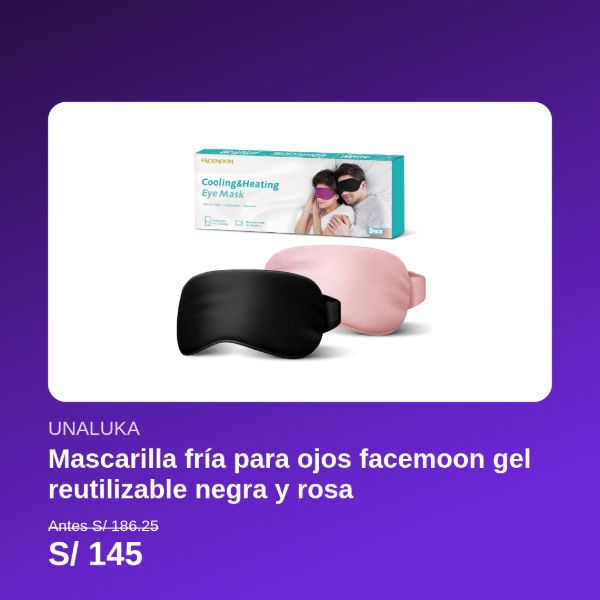 FACEMOON
Cooling&Heating
Eye Mask
2PACK
UNALUKA
Mascarilla fría para ojos facemoon gel
reutilizable negra y rosa
Antes S/ 186.25
S/ 145